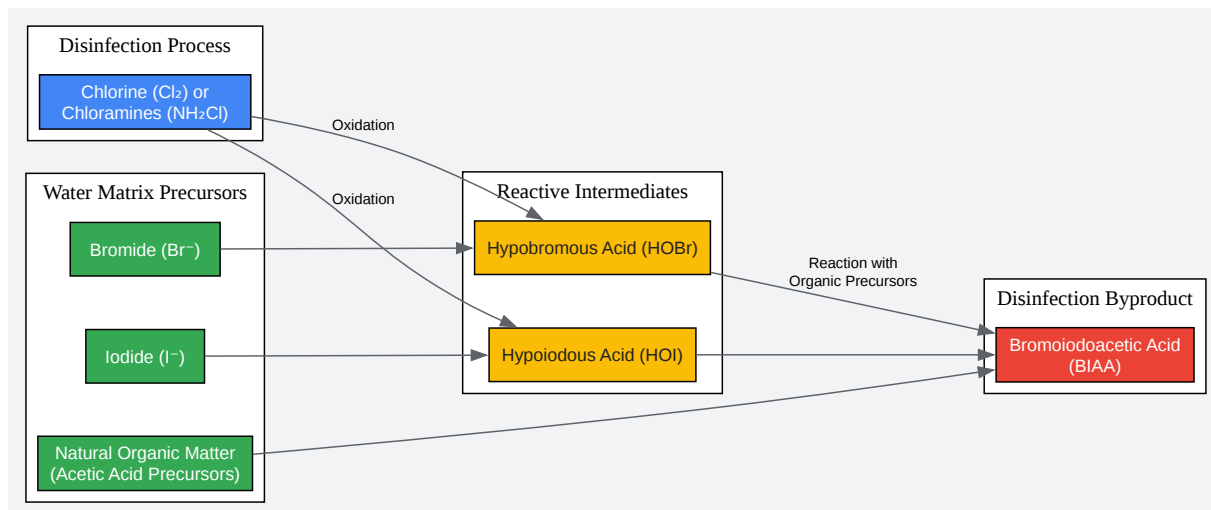 Disinfection Process
Chlorine (Cl₂) or
Chloramines (NH₂Cl)
Oxidation
Water Matrix Precursors
Bromide (Br⁻)
Iodide (I⁻)
Natural Organic Matter
(Acetic Acid Precursors)
Oxidation
Reactive Intermediates
Hypobromous Acid (HOBr)
Hypoiodous Acid (HOI)
Reaction with
Organic Precursors
Disinfection Byproduct
Bromoiodoacetic Acid
(BIAA)